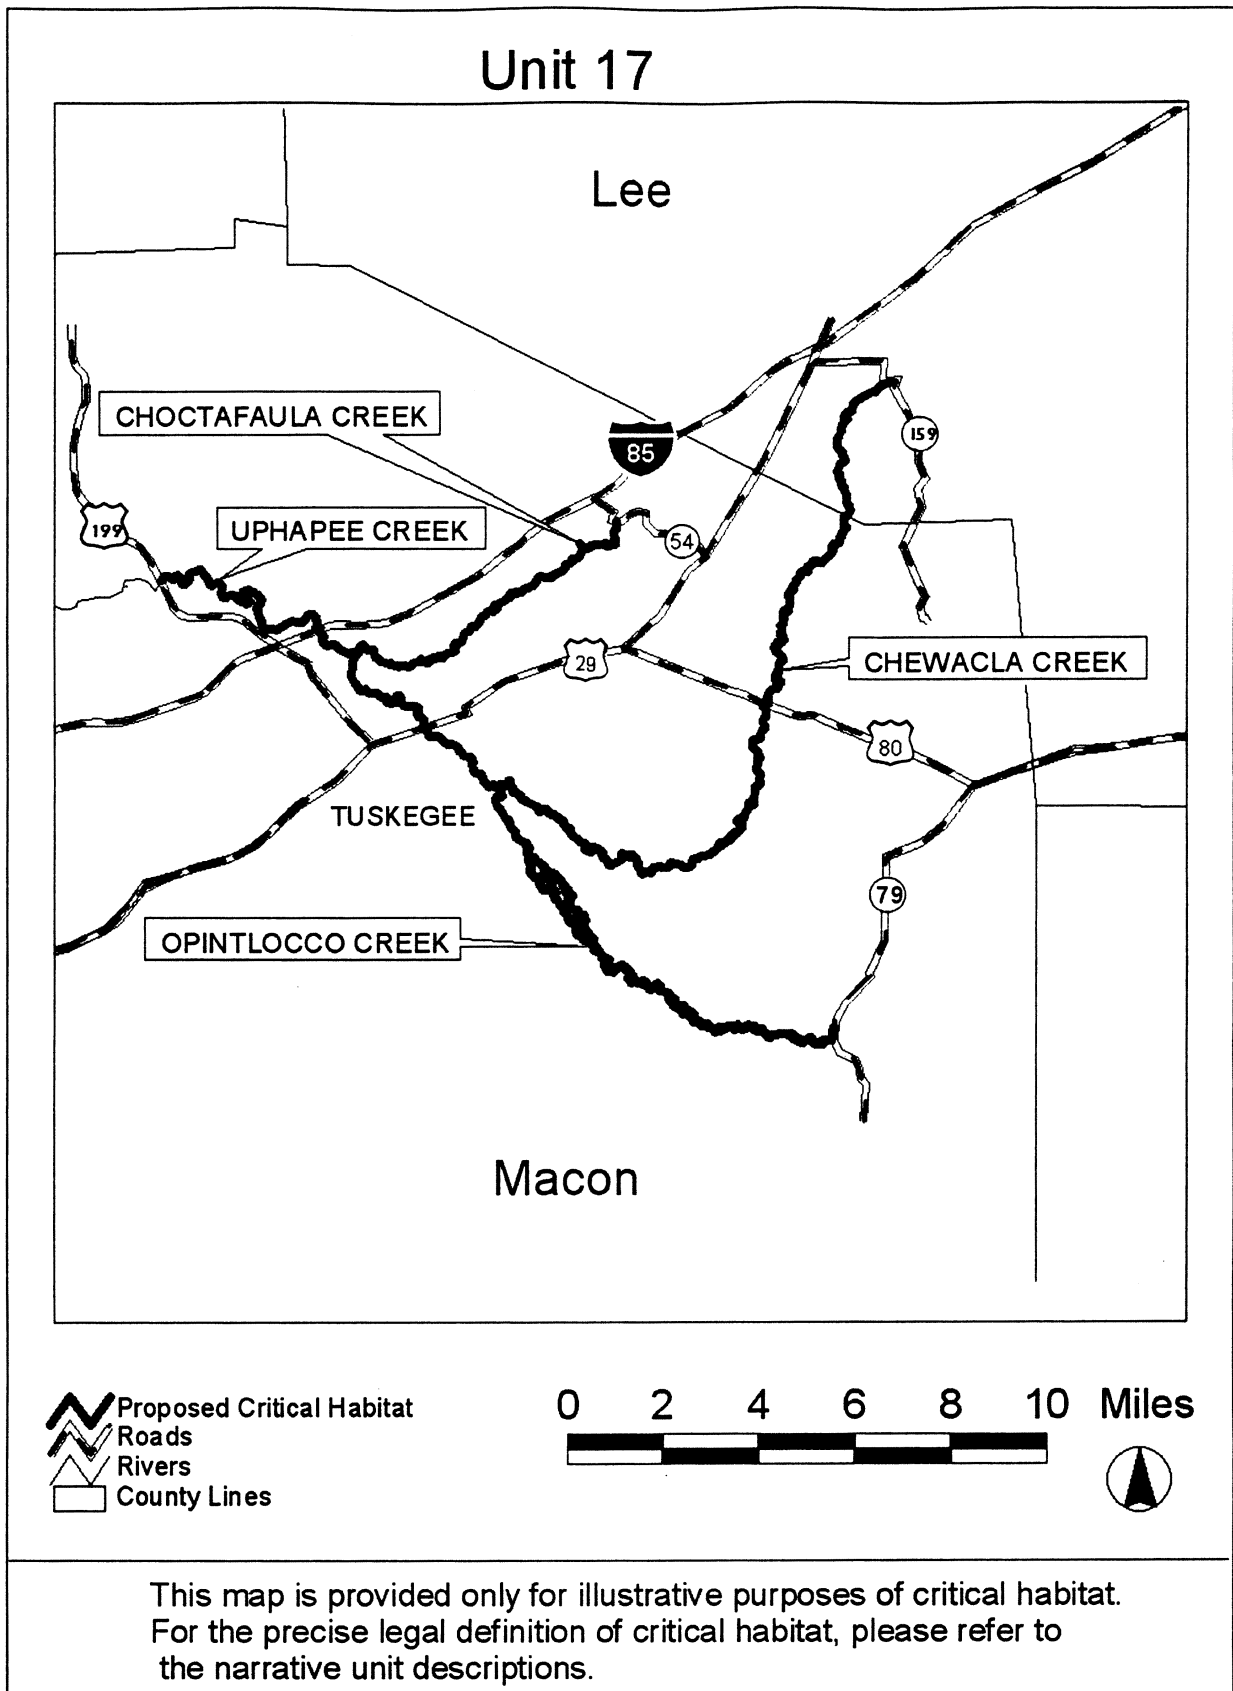 Unit 17
Lee
CHOCTAFAULA CREEK
85
159
199
UPHAPEE CREEK
54
CHEWACLA CREEK
29
80
TUSKEGEE
79
OPINTLOCCO CREEK
Macon
0 2 4 6 8 10 Miles
Proposed Critical Habitat
Roads
Rivers
County Lines
This map is provided only for illustrative purposes of critical habitat.
For the precise legal definition of critical habitat, please refer to
the narrative unit descriptions.